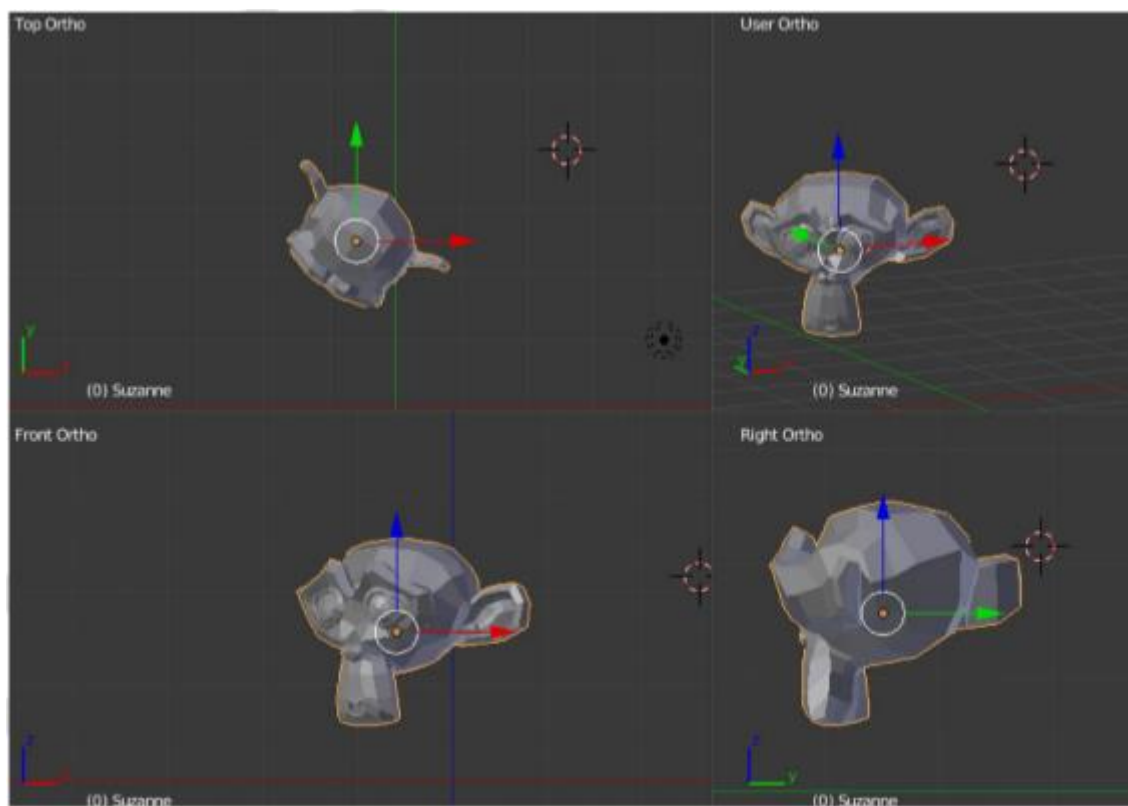 Top Ortho
User Ortho
y
x
(0) Suzanne
z
(0) Suzanne
Front Ortho
Right Ortho
z
(0) Suzanne
z
y
(0) Suzanne